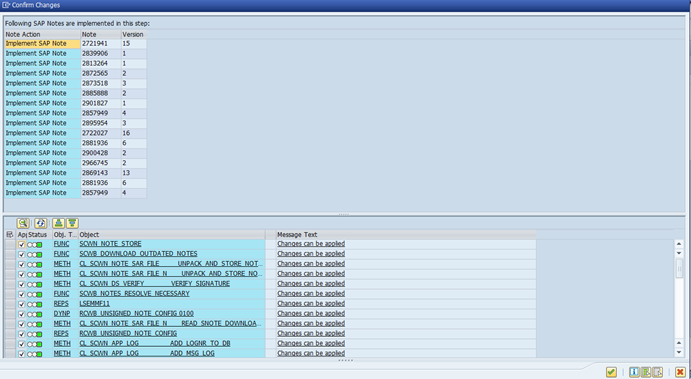 Confirm Changes
Following SAP Notes are implemented in this step:
Note Action Note Version
Implement SAP Note 2721941 15
Implement SAP Note 2839906 1
Implement SAP Note 2813264 1
Implement SAP Note 2872565 2
Implement SAP Note 2873518 3
Implement SAP Note 2885888 2
Implement SAP Note 2901827 1
Implement SAP Note 2857949 4
Implement SAP Note 2895954 3
Implement SAP Note 2722027 16
Implement SAP Note 2881936 6
Implement SAP Note 2900428 2
Implement SAP Note 2966745 2
Implement SAP Note 2869143 13
Implement SAP Note 2881936 6
Implement SAP Note 2857949 4
Status Obj. T... Object Message Text
FUNC SCWN_NOTE_STORE Changes can be applied
FUNC SCWB_DOWNLOAD_OUTDATED_NOTES Changes can be applied
METH CL_SCWN_NOTE_SAR_FILE UNPACK_AND_STORE_NOT... Changes can be applied
METH CL_SCWN_NOTE_SAR_FILE_N UNPACK_AND_STORE_NO... Changes can be applied
METH CL_SCWN_DS_VERIFY VERIFY_SIGNATURE Changes can be applied
FUNC SCWB_NOTES_RESOLVE_NECESSARY Changes can be applied
REPS LSEMMF11 Changes can be applied
DYNP RCWB_UNSIGNED_NOTE_CONFIG 0100 Changes can be applied
METH CL_SCWN_NOTE_SAR_FILE_N READ_SNOTE_DOWNLOA... Changes can be applied
REPS RCWB_UNSIGNED_NOTE_CONFIG Changes can be applied
METH CL_SCWN_APP_LOG ADD_LOGNR_TO_DB Changes can be applied
METH CL_SCWN_APP_LOG ADD_MSG_LOG Changes can be applied